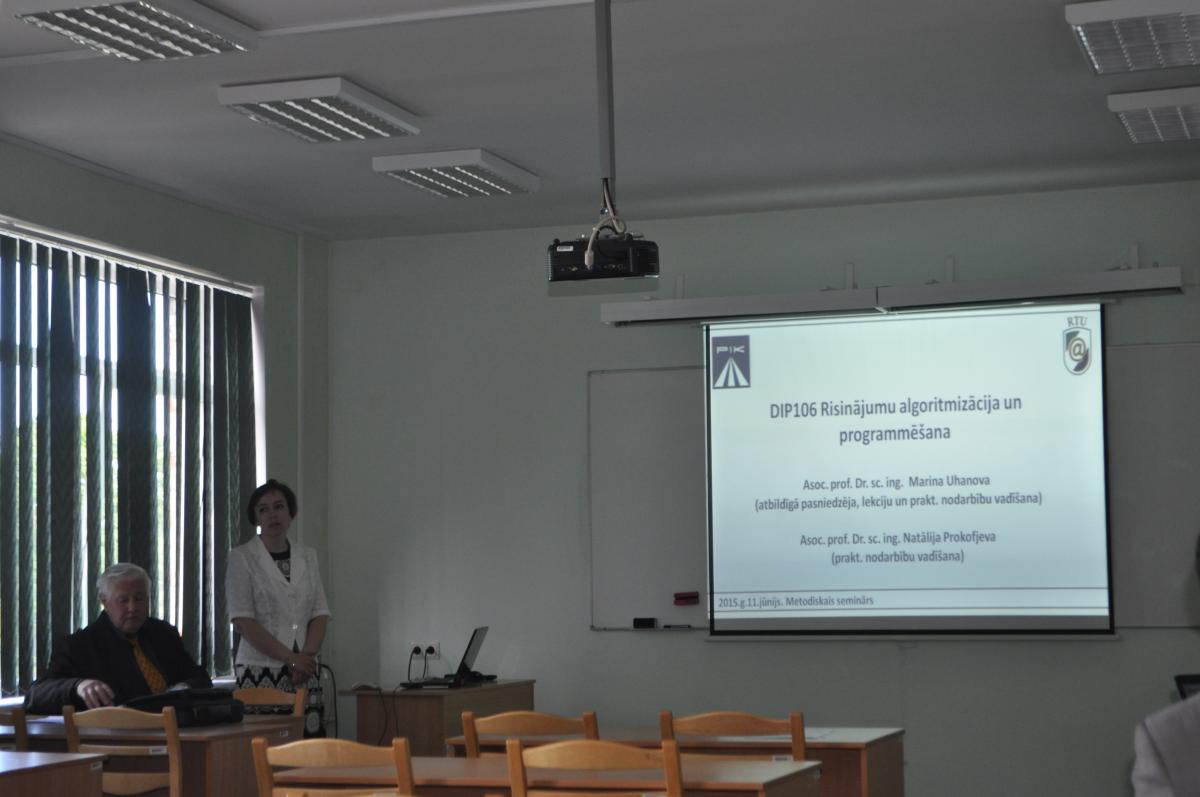 PIK
RTU
@
DIP106 Risinājumu algoritmizācija un
programmēšana
Asoc. prof. Dr. sc. ing. Marina Uhanova
(atbildīgā pasniedzēja, lekciju un prakt. nodarbību vadīšana)
Asoc. prof. Dr. sc. ing. Natālija Prokofjeva
(prakt. nodarbību vadīšana)
2015.g.11.jūnijs. Metodiskais seminārs